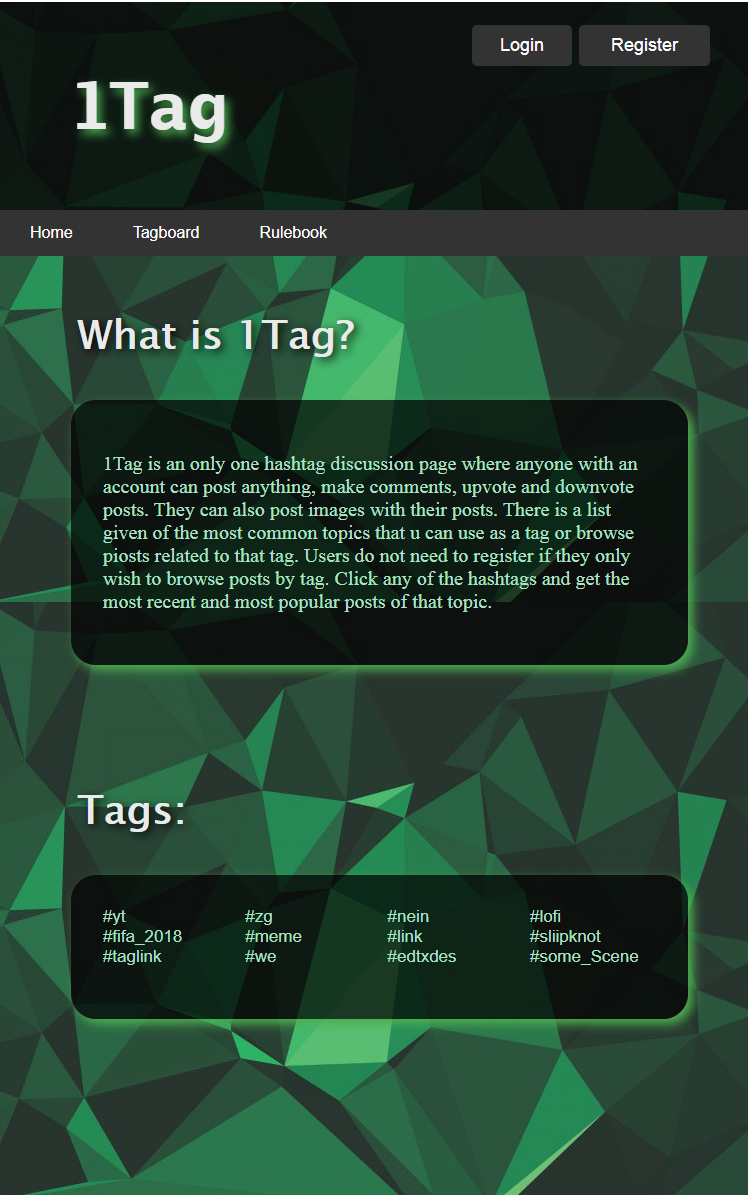 Login Register
1Tag
Home Tagboard Rulebook
What is 1Tag?
1Tag is an only one hashtag discussion page where anyone with an
account can post anything, make comments, upvote and downvote
posts. They can also post images with their posts. There is a list
given of the most common topics that u can use as a tag or browse
piosts related to that tag. Users do not need to register if they only
wish to browse posts by tag. Click any of the hashtags and get the
most recent and most popular posts of that topic.
Tags:
#yt #zg #nein #lofi
#fifa_2018 #meme #link #sliipknot
#taglink #we #edtxdes #some_Scene